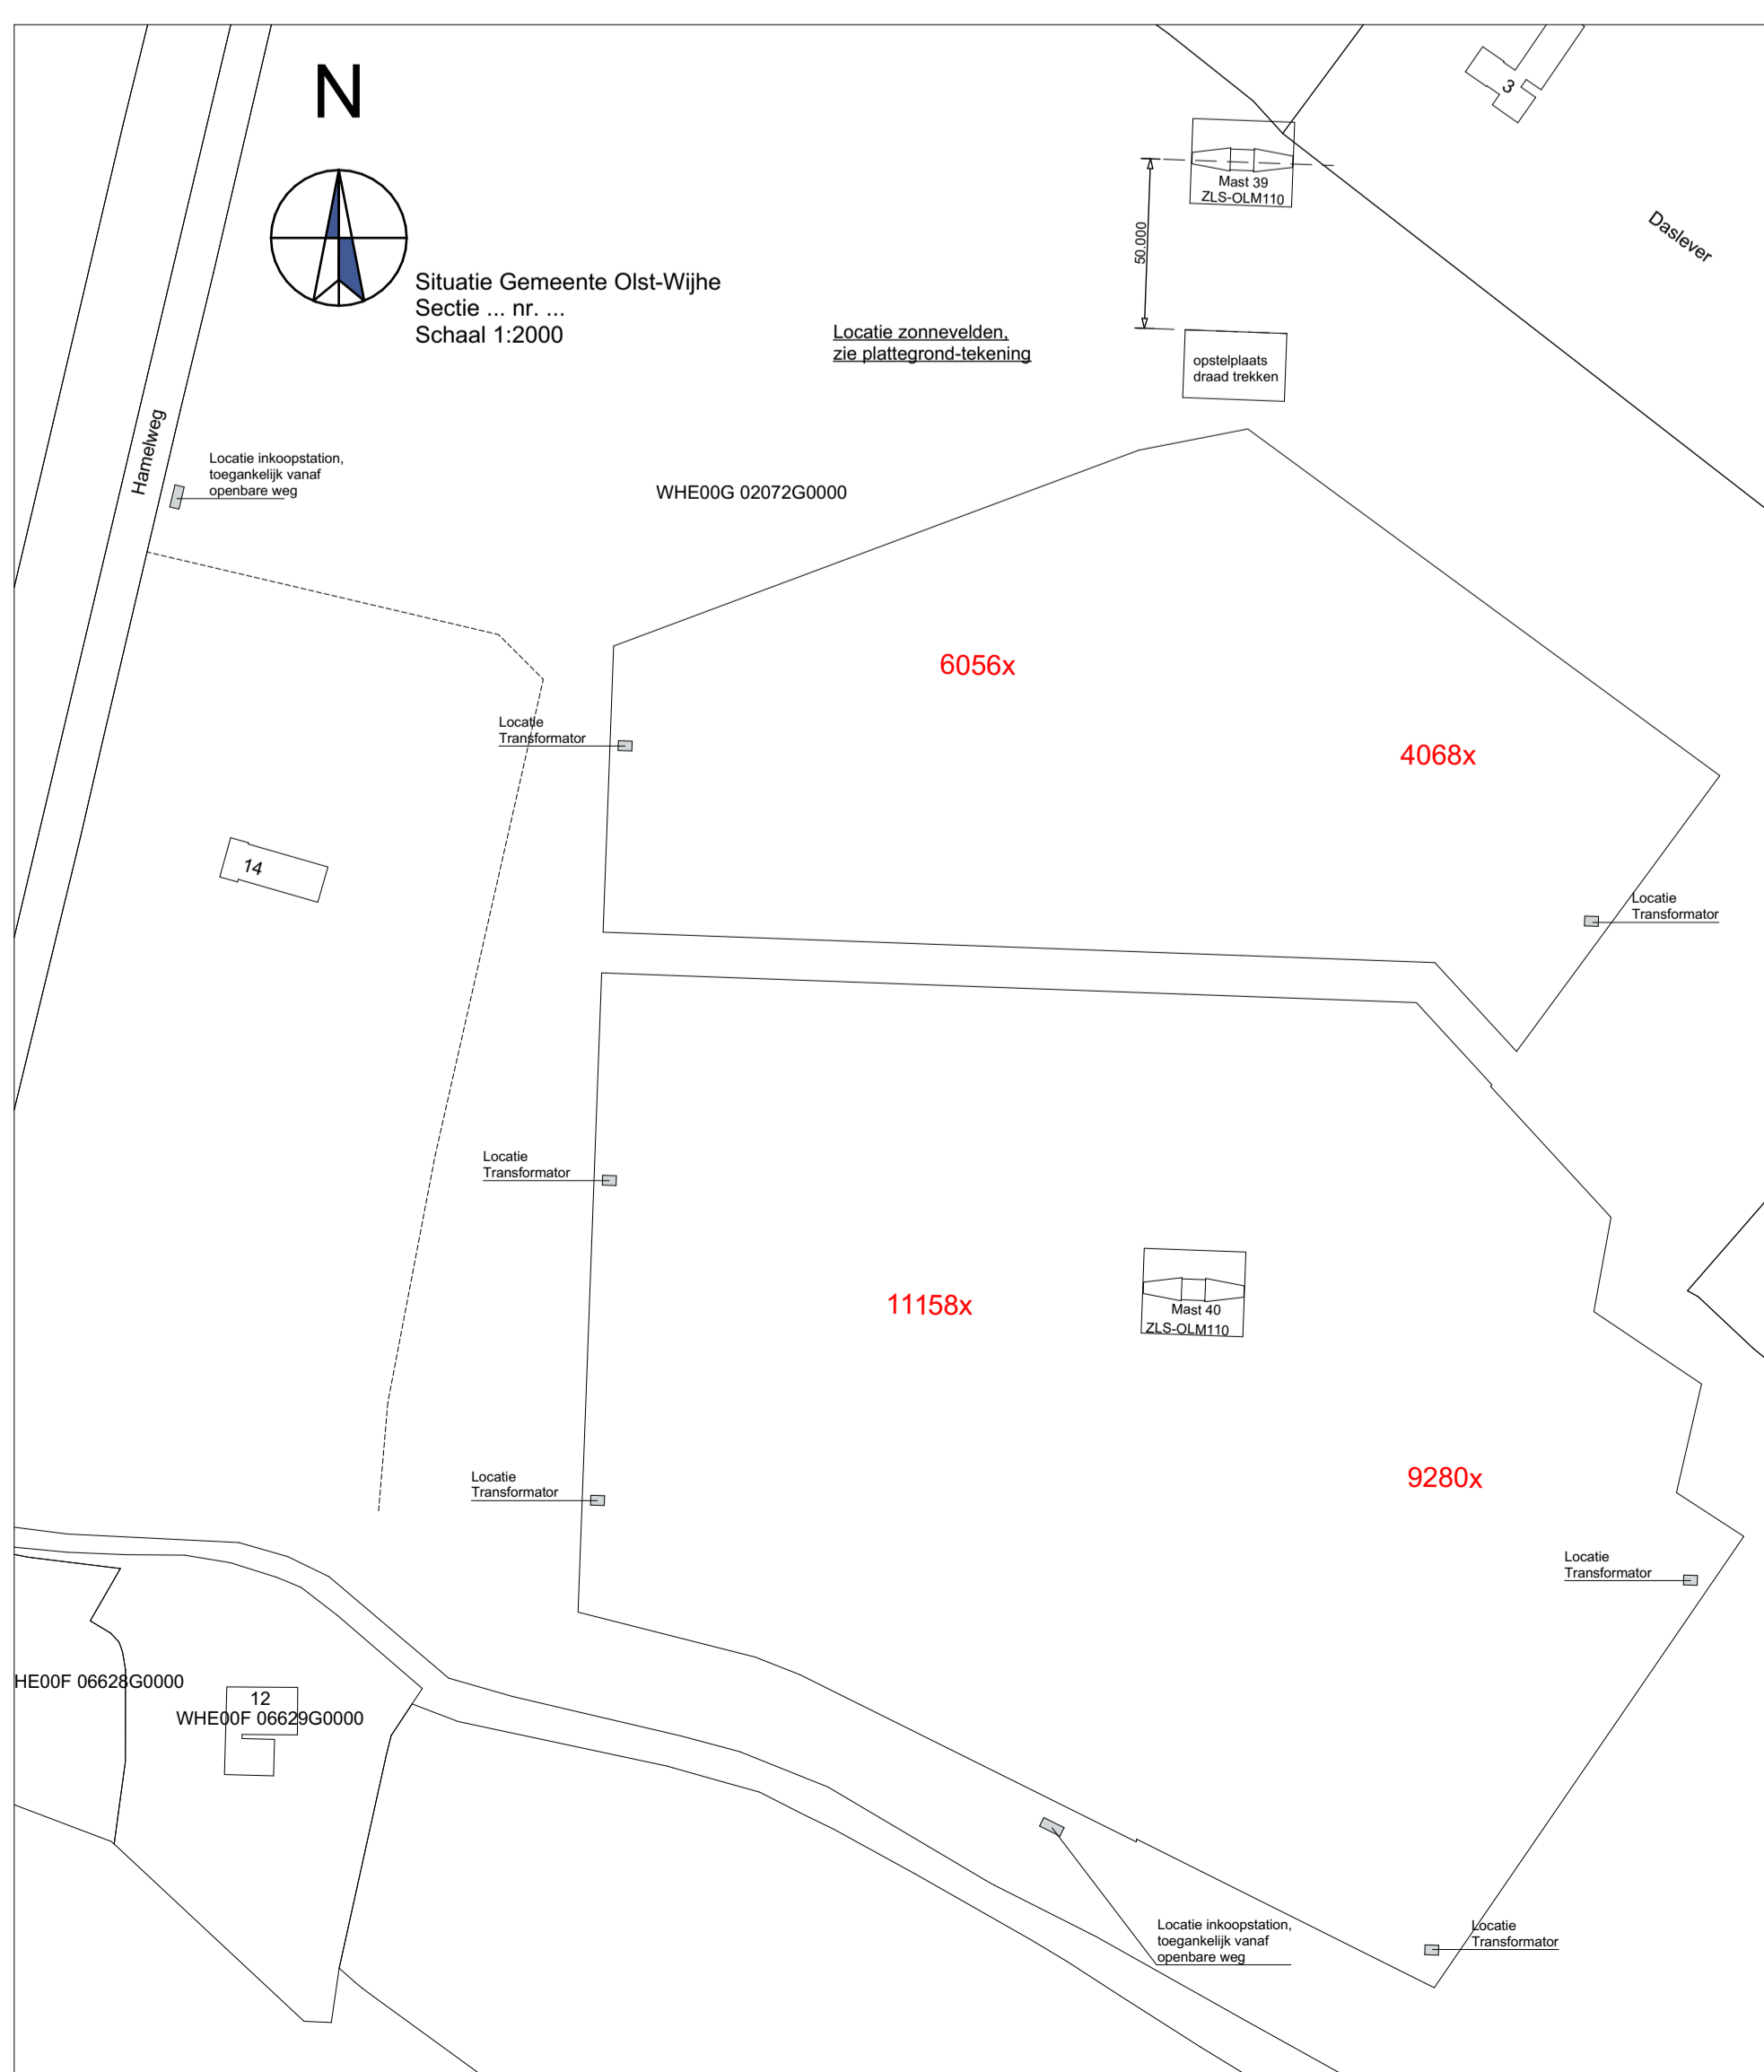 N
3
Mast 39
ZLS-OLM110
Daslever
50.000
Situatie Gemeente Olst-Wijhe
Sectie ... nr. ...
Schaal 1:2000
Locatie zonnevelden,
zie plattegrond-tekening
opstelplaats
draad trekken
Hamelweg
Locatie inkoopstation,
toegankelijk vanaf
openbare weg
WHE00G 02072G0000
6056x
Locatie
Transformator
4068x
14
Locatie
Transformator
Locatie
Transformator
11158x
Mast 40
ZLS-OLM110
Locatie
Transformator
9280x
Locatie
Transformator
HE00F 06628G0000
12
WHE00F 06629G0000
Locatie inkoopstation,
toegankelijk vanaf
openbare weg
Locatie
Transformator